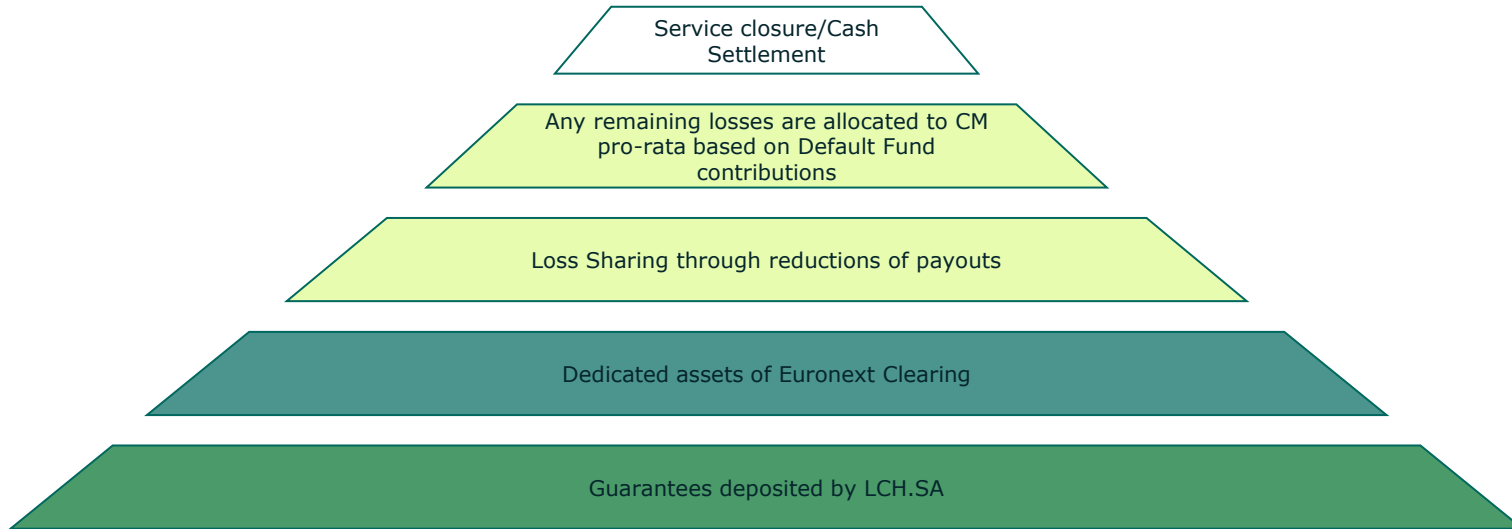 Service closure/Cash
Settlement
Any remaining losses are allocated to CM
pro-rata based on Default Fund
contributions
Loss Sharing through reductions of payouts
Dedicated assets of Euronext Clearing
Guarantees deposited by LCH.SA